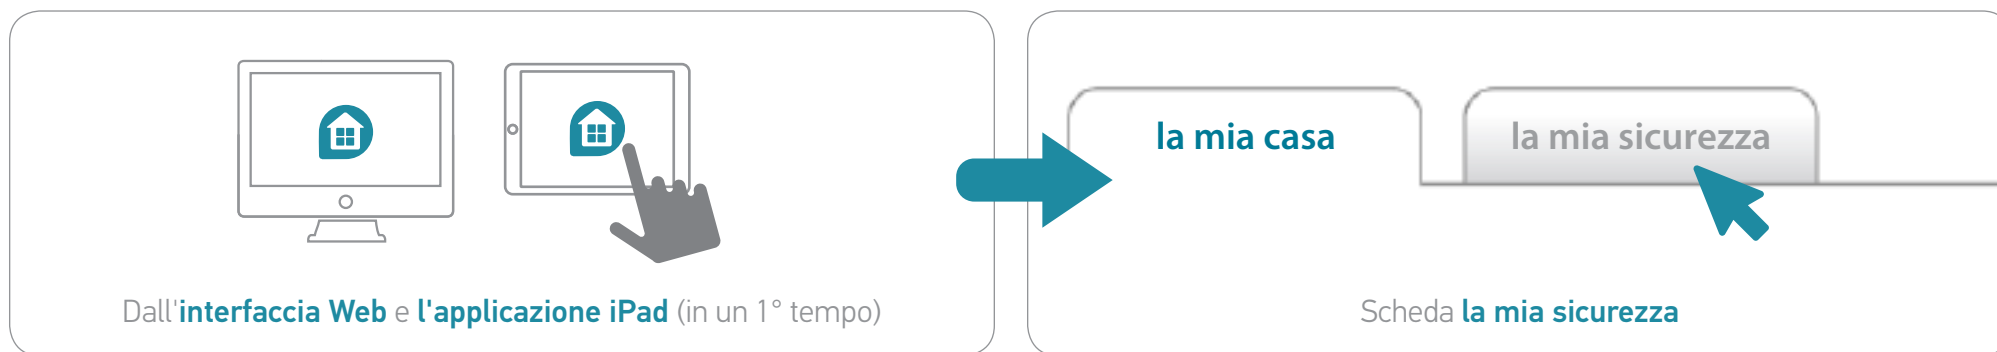 la mia casa
la mia sicurezza
Dall'interfaccia Web e l'applicazione iPad (in un 1° tempo)
Scheda la mia sicurezza